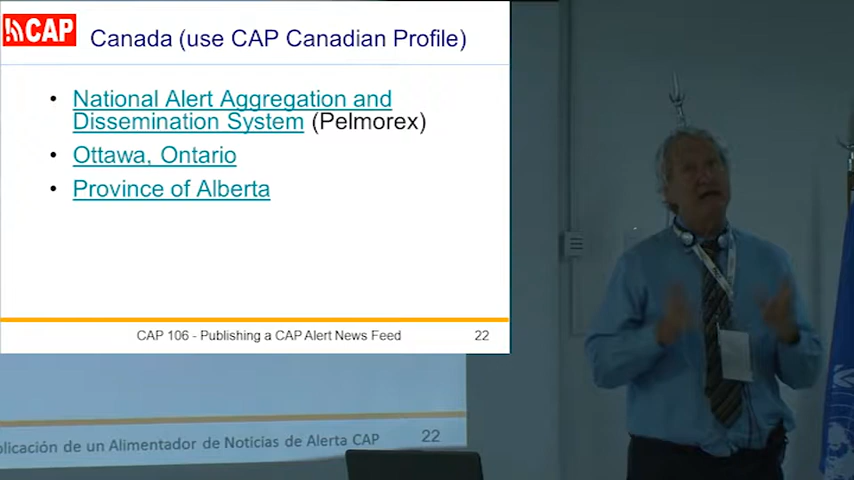 CAP
Canada (use CAP Canadian Profile)
• National Alert Aggregation and
Dissemination System (Pelmorex)
• Ottawa, Ontario
• Province of Alberta
CAP 106 - Publishing a CAP Alert News Feed 22
plicación de un Alimentador de Noticias de Alerta CAP 22